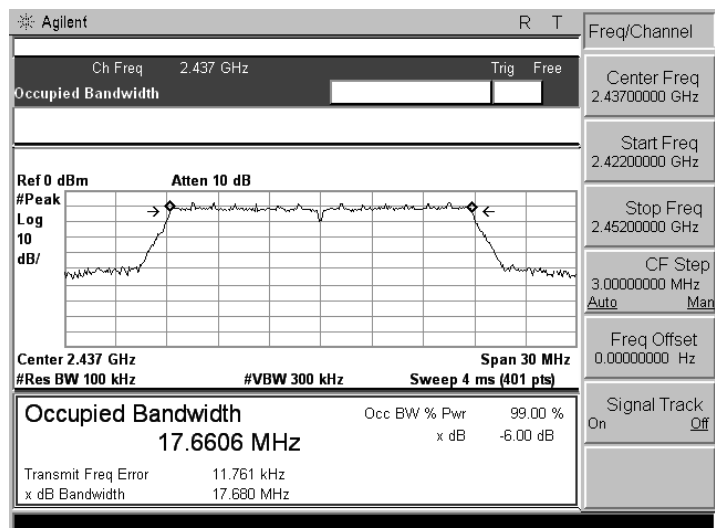 Agilent R T
Ch Freq 2.437 GHz Trig Free
Occupied Bandwidth
Ref 0 dBm Atten 10 dB
#Peak
Log
10
dB/
Center 2.437 GHz Span 30 MHz
#Res BW 100 kHz #VBW 300 kHz Sweep 4 ms (401 pts)
Occupied Bandwidth
17.6606 MHz
Occ BW % Pwr 99.00 %
x dB -6.00 dB
Transmit Freq Error 11.761 kHz
x dB Bandwidth 17.680 MHz
Freq/Channel
Center Freq
2.43700000 GHz
Start Freq
2.42200000 GHz
Stop Freq
2.45200000 GHz
CF Step
3.00000000 MHz
Auto Man
Freq Offset
0.00000000 Hz
Signal Track
On Off